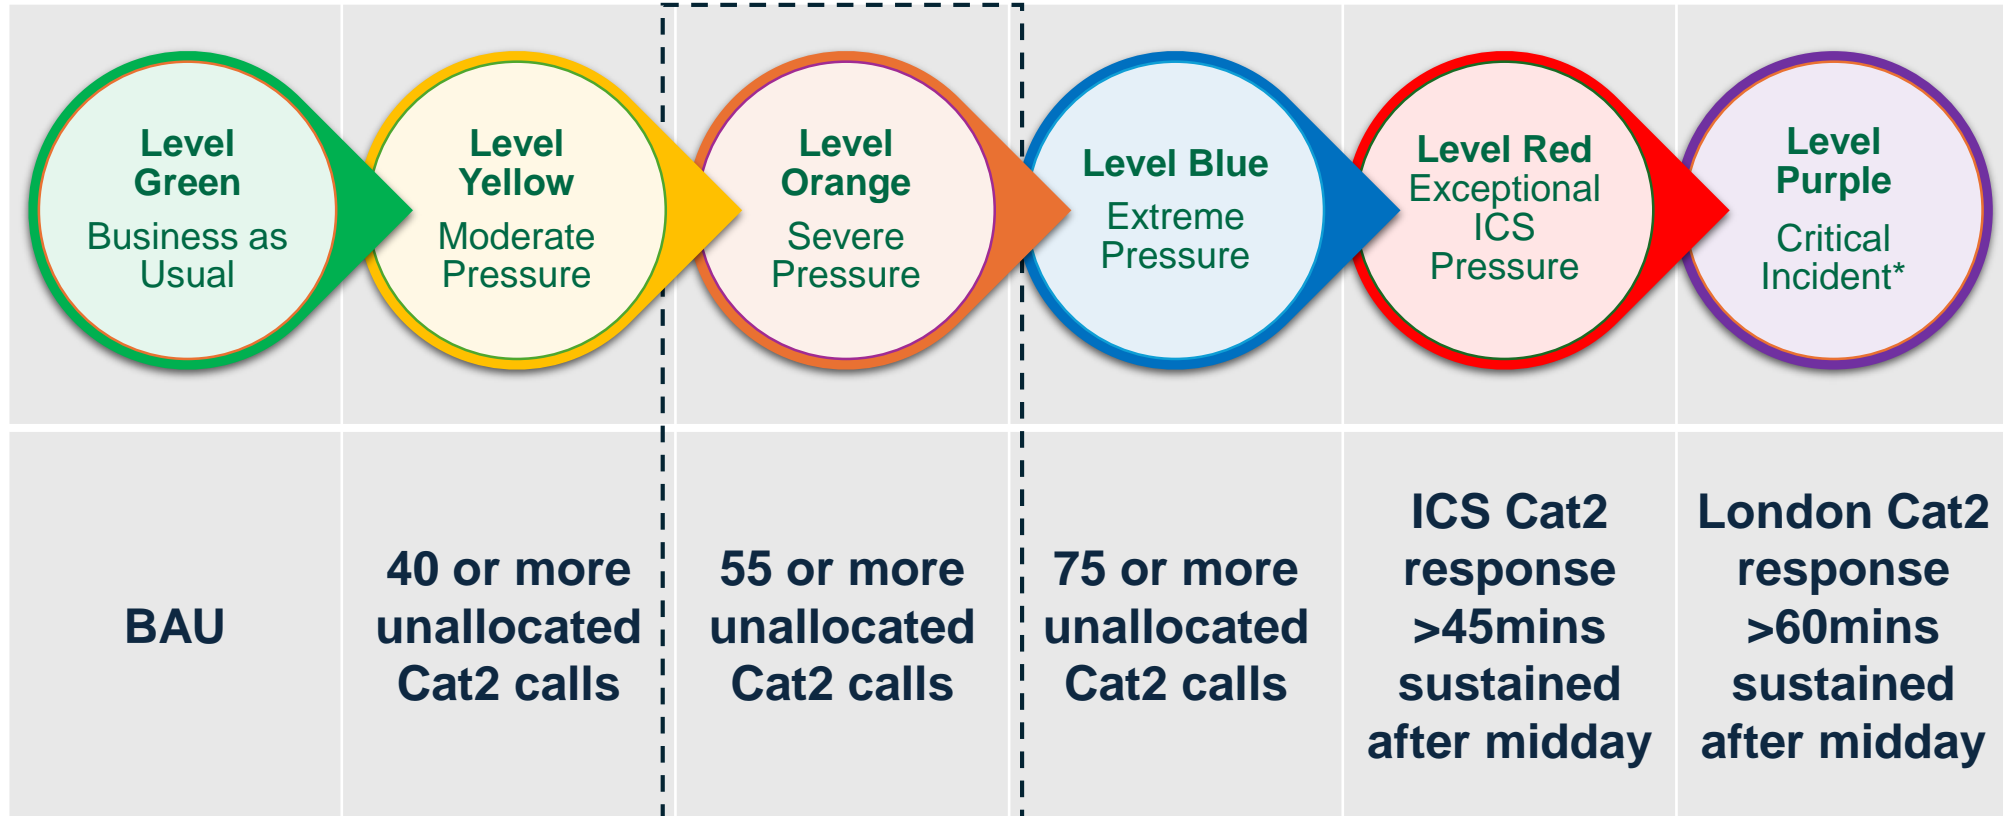 Level
Green
Business as
Usual
Level
Yellow
Moderate
Pressure
Level
Orange
Severe
Pressure
Level Blue
Extreme
Pressure
Level Red
Exceptional
ICS
Pressure
Level
Purple
Critical
Incident*
BAU
40 or more
unallocated
Cat2 calls
55 or more
unallocated
Cat2 calls
75 or more
unallocated
Cat2 calls
ICS Cat2
response
>45mins
sustained
after midday
London Cat2
response
>60mins
sustained
after midday